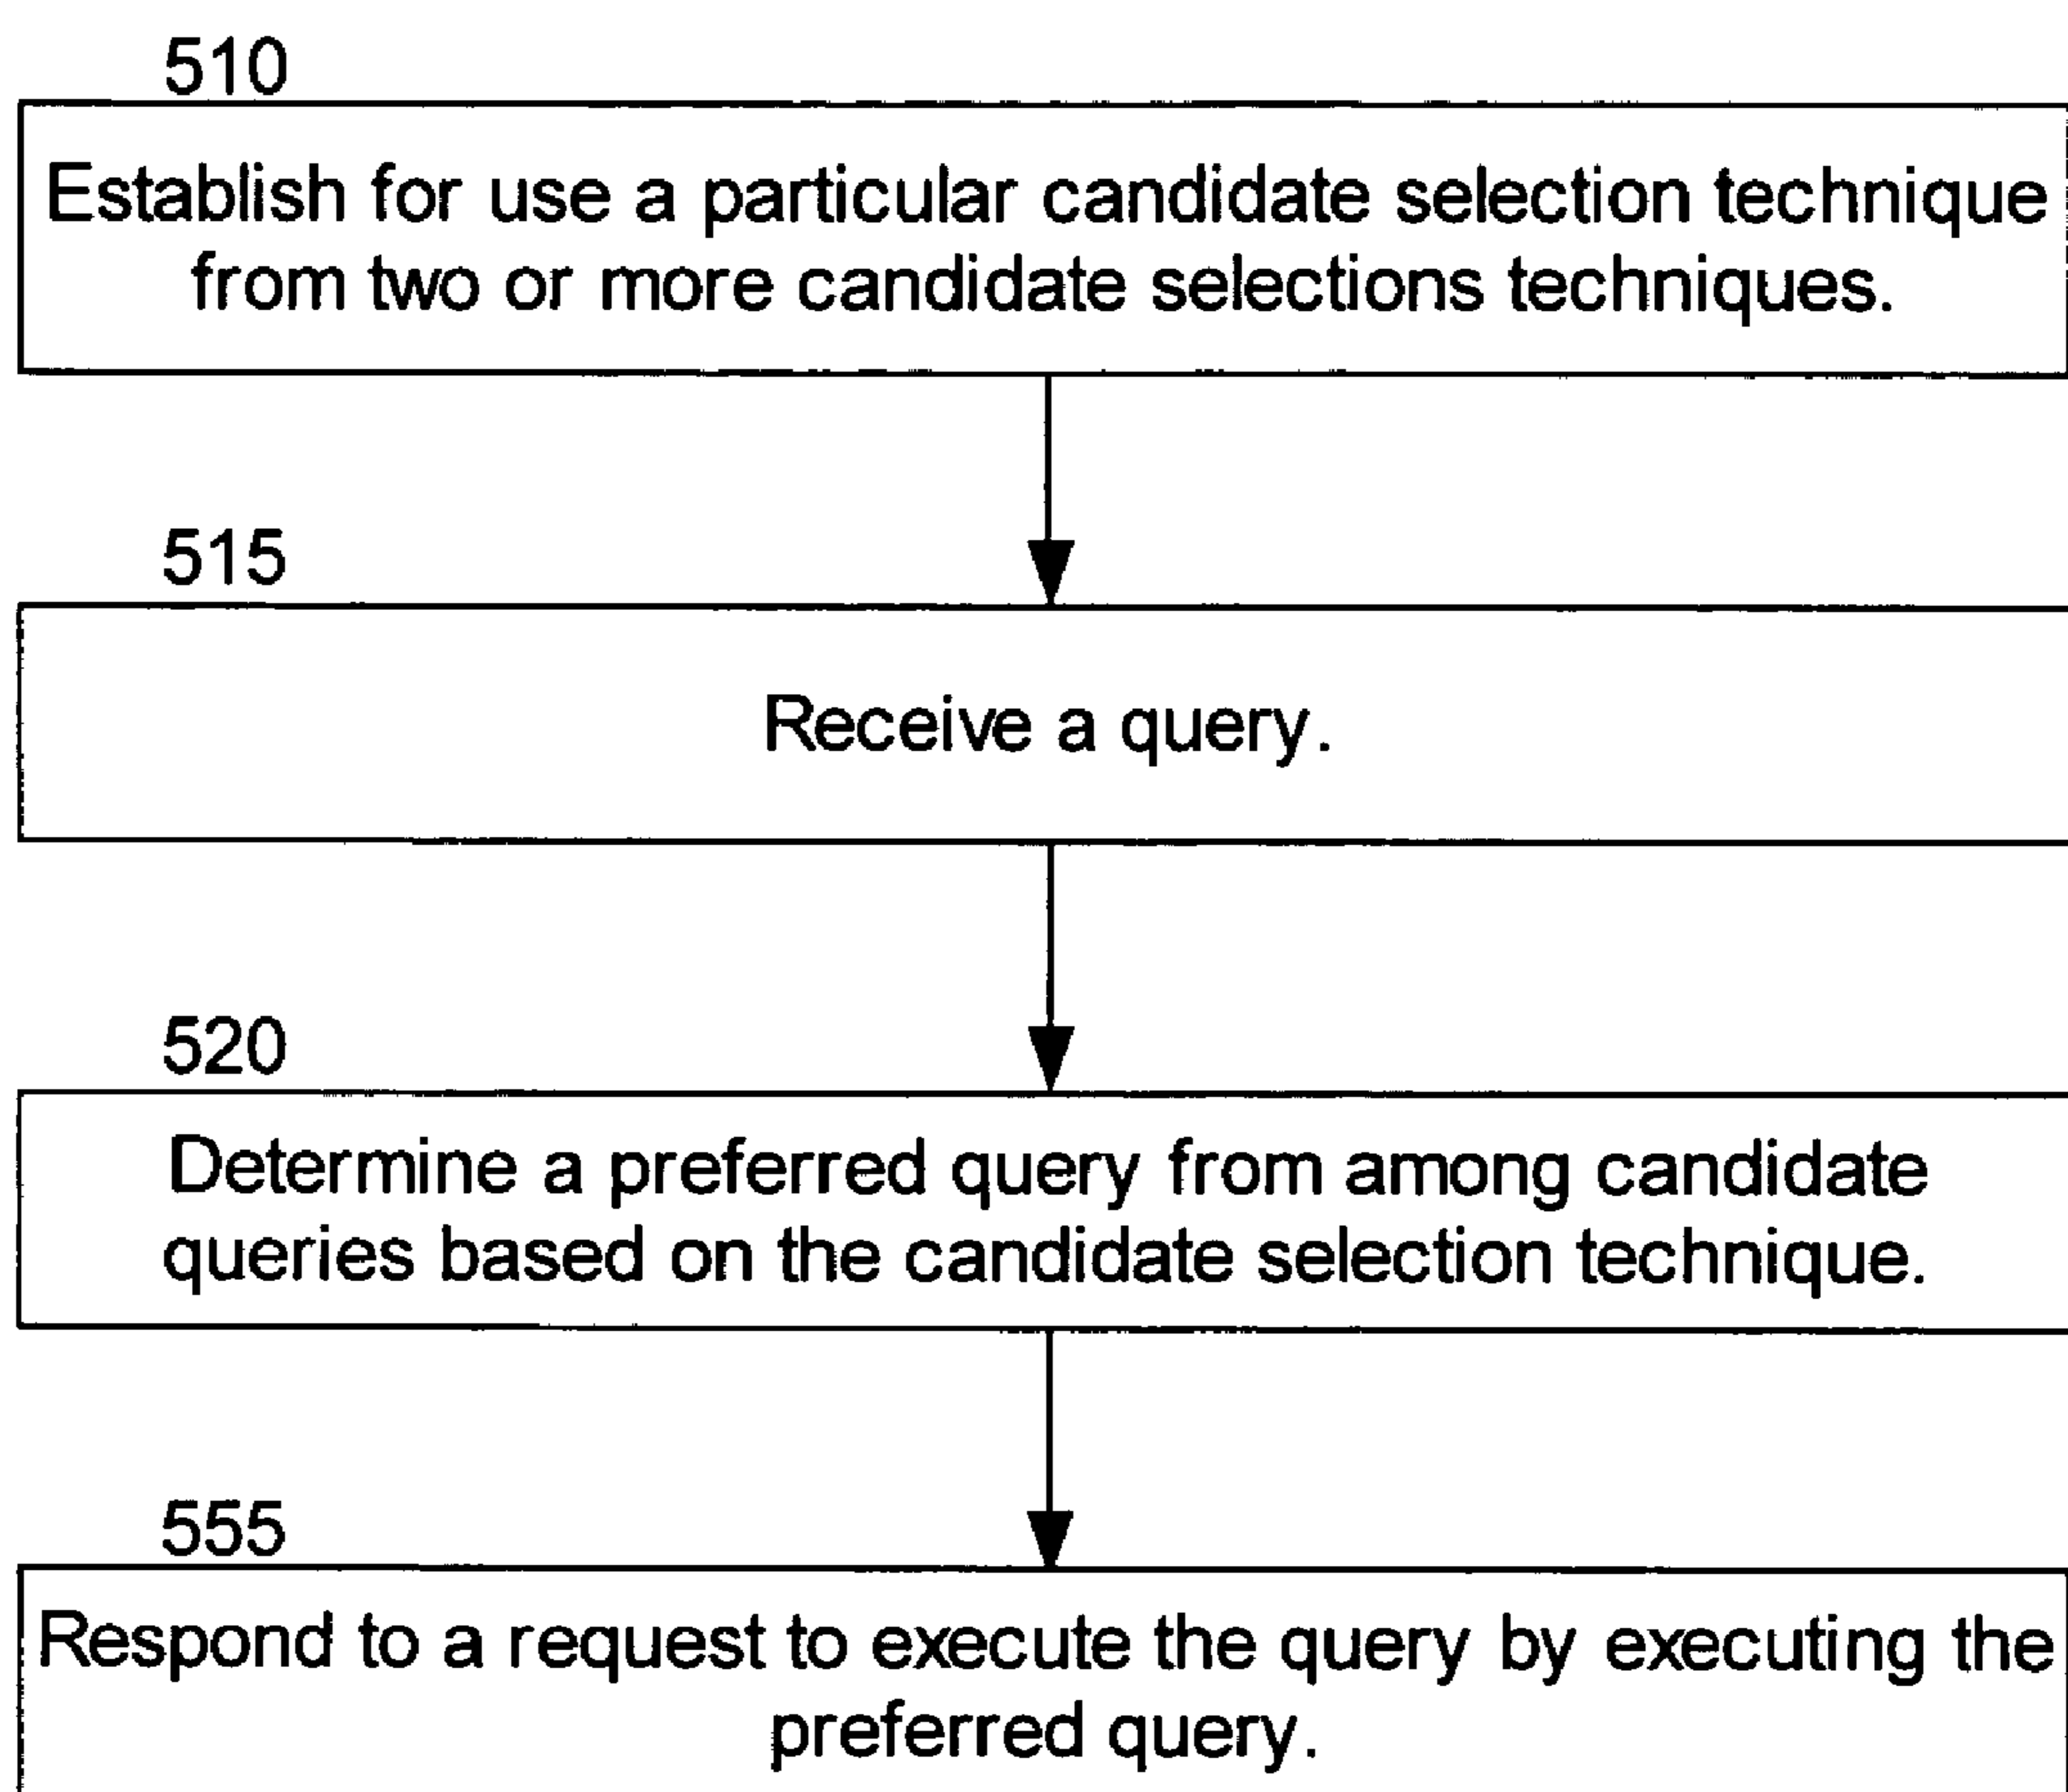 510
Establish for use a particular candidate selection technique
from two or more candidate selections techniques.
515
Receive a query.
520
Determine a preferred query from among candidate
queries based on the candidate selection technique.
555
Respond to a request to execute the query by executing the
preferred query.